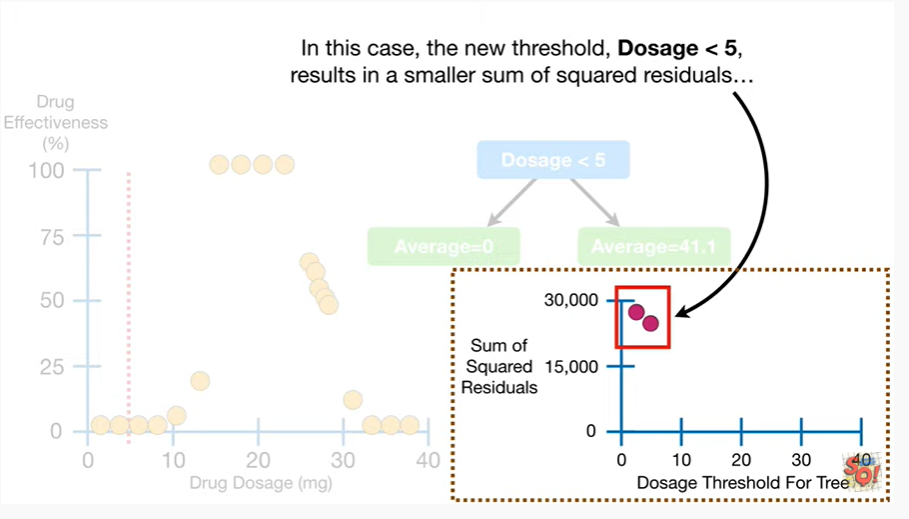 In this case, the new threshold, Dosage < 5,
results in a smaller sum of squared residuals…
Drug
Effectiveness
(%)
100
75
50
25
0
0
10
20
30
40
Drug Dosage (mg)
Dosage < 5
Average=0
Average=41.1
30,000
15,000
0
Sum of
Squared
Residuals
0
10
20
30
40
Dosage Threshold For Tree
SQ!